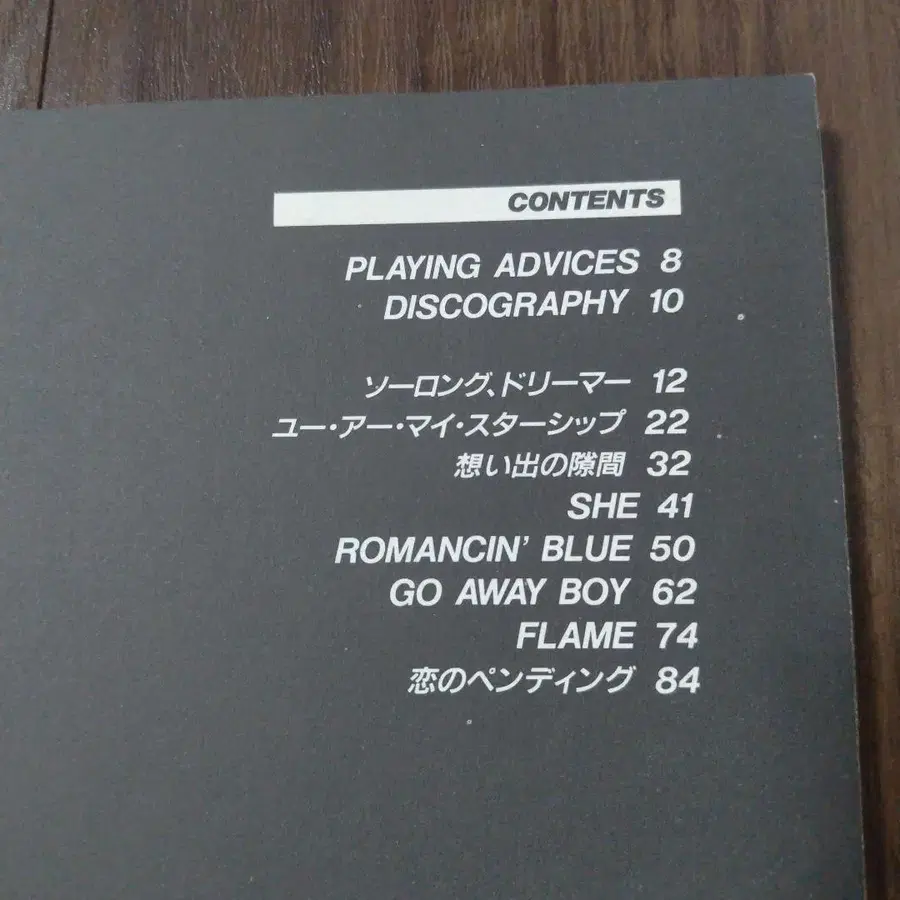 CONTENTS
PLAYING ADVICES 8
DISCOGRAPHY 10
ソーロング、ドリーマー 12
ユー・アー・マイ・スターシップ 22
想い出の隙間 32
SHE 41
ROMANCIN' BLUE 50
GO AWAY BOY 62
FLAME 74
恋のペンディング 84